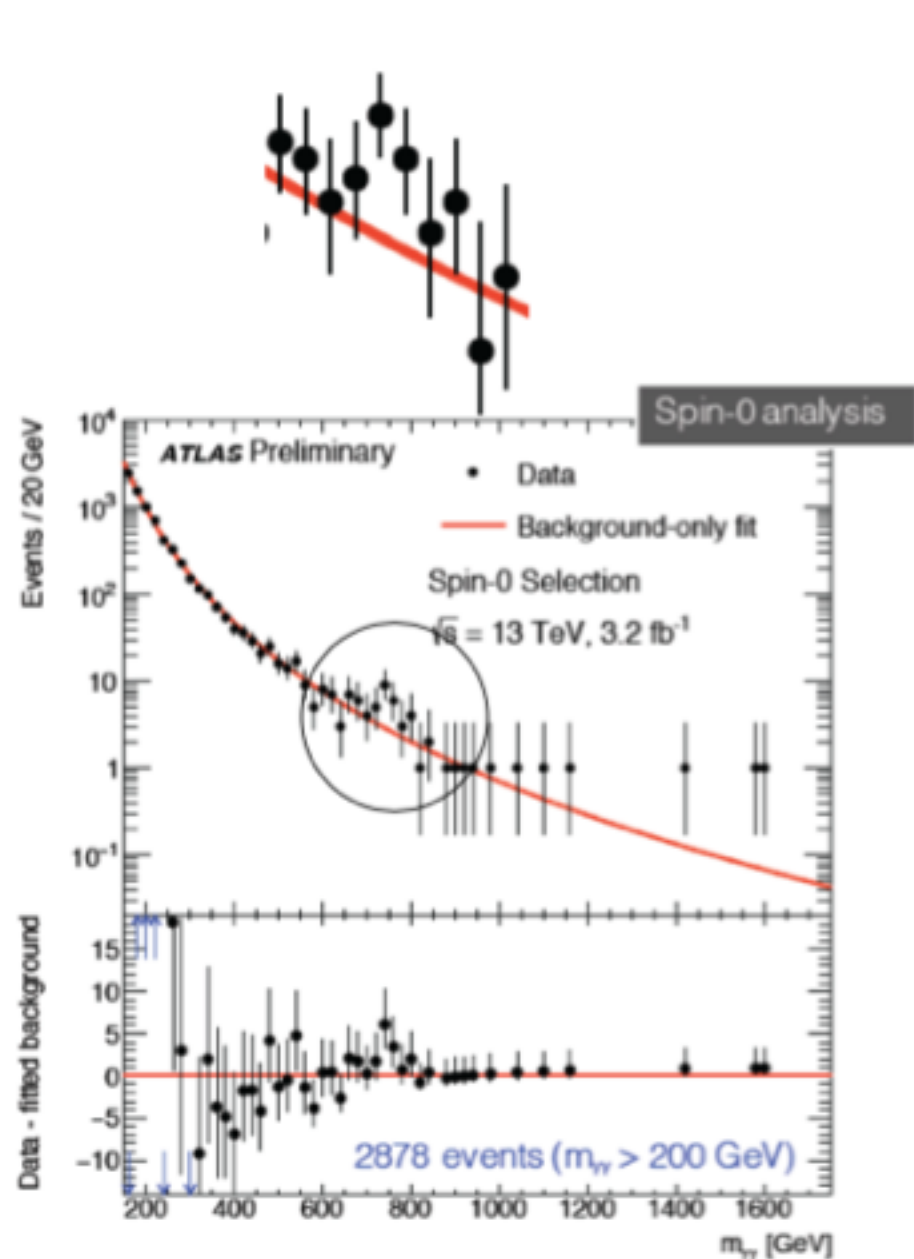 Spin-0 analysis
Events / 20 GeV
10⁴
10³
10²
10
1
10⁻¹
ATLAS Preliminary
Data
Background-only fit
Spin-0 Selection
√s = 13 TeV, 3.2 fb⁻¹
Data - fitted background
15
10
5
0
−5
−10
2878 events (mγγ > 200 GeV)
200 400 600 800 1000 1200 1400 1600
mγγ [GeV]